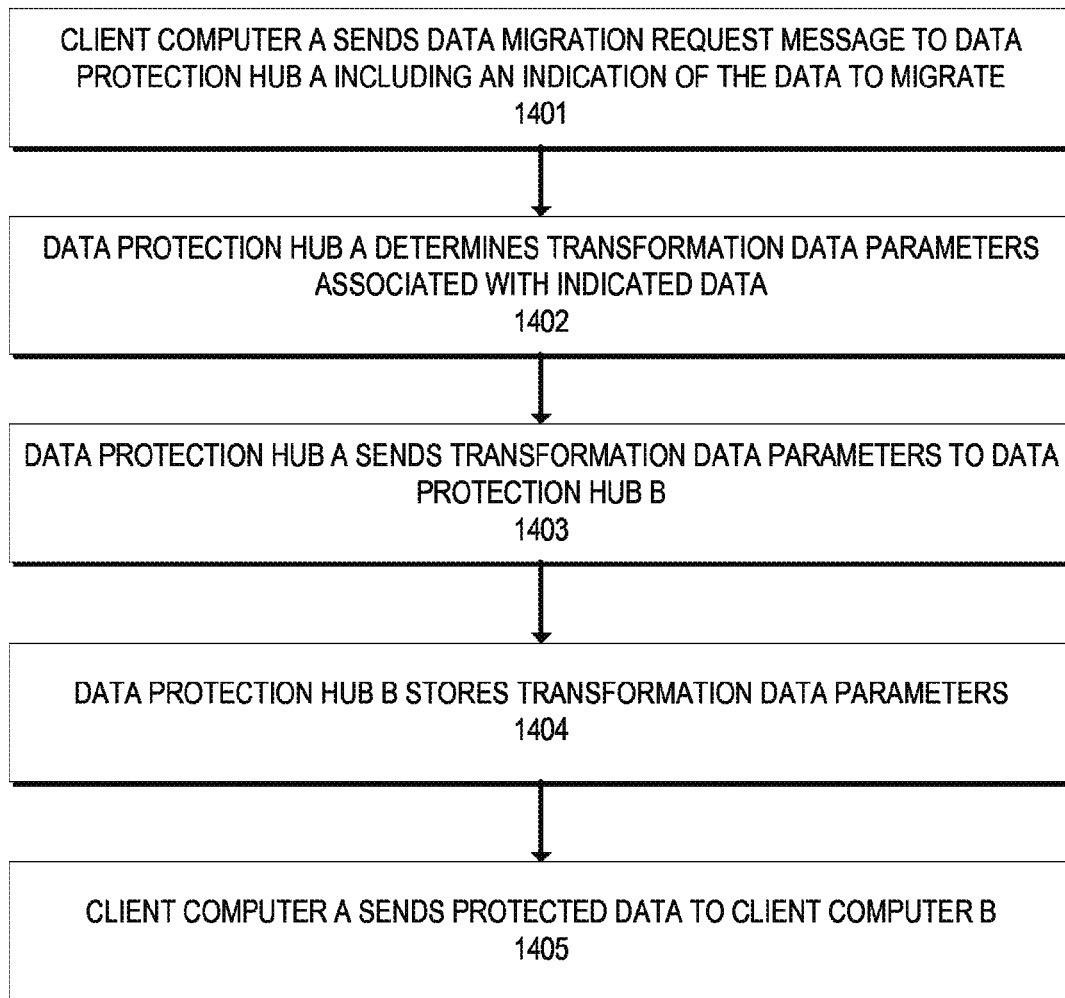 CLIENT COMPUTER A SENDS DATA MIGRATION REQUEST MESSAGE TO DATA
PROTECTION HUB A INCLUDING AN INDICATION OF THE DATA TO MIGRATE
1401
DATA PROTECTION HUB A DETERMINES TRANSFORMATION DATA PARAMETERS
ASSOCIATED WITH INDICATED DATA
1402
DATA PROTECTION HUB A SENDS TRANSFORMATION DATA PARAMETERS TO DATA
PROTECTION HUB B
1403
DATA PROTECTION HUB B STORES TRANSFORMATION DATA PARAMETERS
1404
CLIENT COMPUTER A SENDS PROTECTED DATA TO CLIENT COMPUTER B
1405